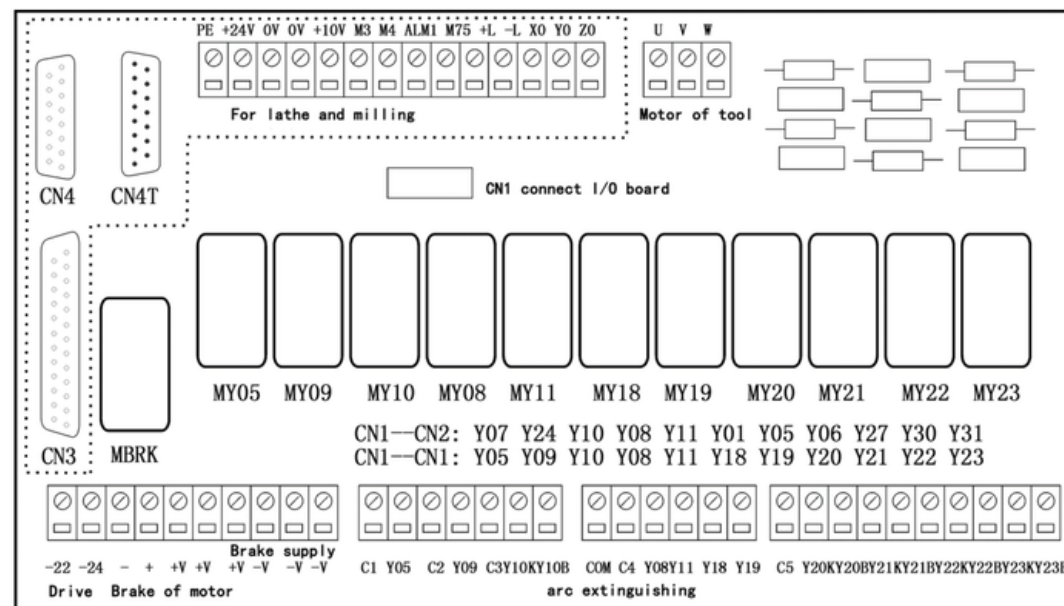 PE +24V 0V 0V +10V M3 M4 ALM1 M75 +L -L X0 Y0 Z0
U V W
For lathe and milling
Motor of tool
CN4 CN4T
CN1 connect I/O board
MY05 MY09 MY10 MY08 MY11 MY18 MY19 MY20 MY21 MY22 MY23
CN1--CN2: Y07 Y24 Y10 Y08 Y11 Y01 Y05 Y06 Y27 Y30 Y31
CN3 MBRK
CN1--CN1: Y05 Y09 Y10 Y08 Y11 Y18 Y19 Y20 Y21 Y22 Y23
Brake supply
-22 -24 - + +V +V +V -V -V -V
C1 Y05 C2 Y09 C3Y10KY10B
COM C4 Y08Y11 Y18 Y19
C5 Y20KY20BY21KY21BY22KY22BY23KY23B
Drive Brake of motor
arc extinguishing